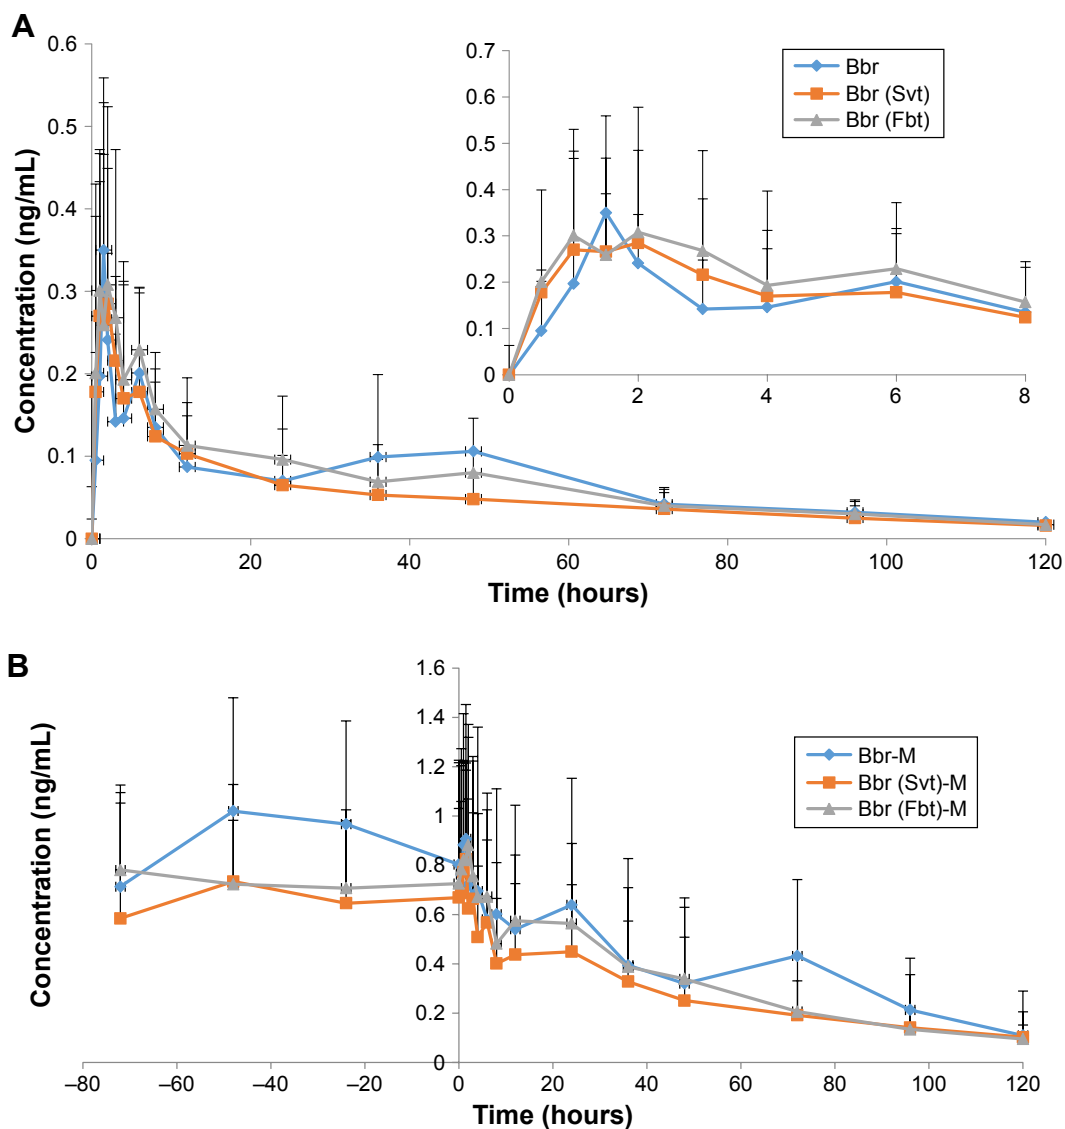 A
Concentration (ng/mL)
0.6
0.5
0.4
0.3
0.2
0.1
0
0 20 40 60 80 100 120
Time (hours)
0.7
0.6
0.5
0.4
0.3
0.2
0.1
0
0 2 4 6 8
Bbr
Bbr (Svt)
Bbr (Fbt)
B
Concentration (ng/mL)
1.6
1.4
1.2
1
0.8
0.6
0.4
0.2
0
–80 –60 –40 –20 0 20 40 60 80 100 120
Time (hours)
Bbr-M
Bbr (Svt)-M
Bbr (Fbt)-M